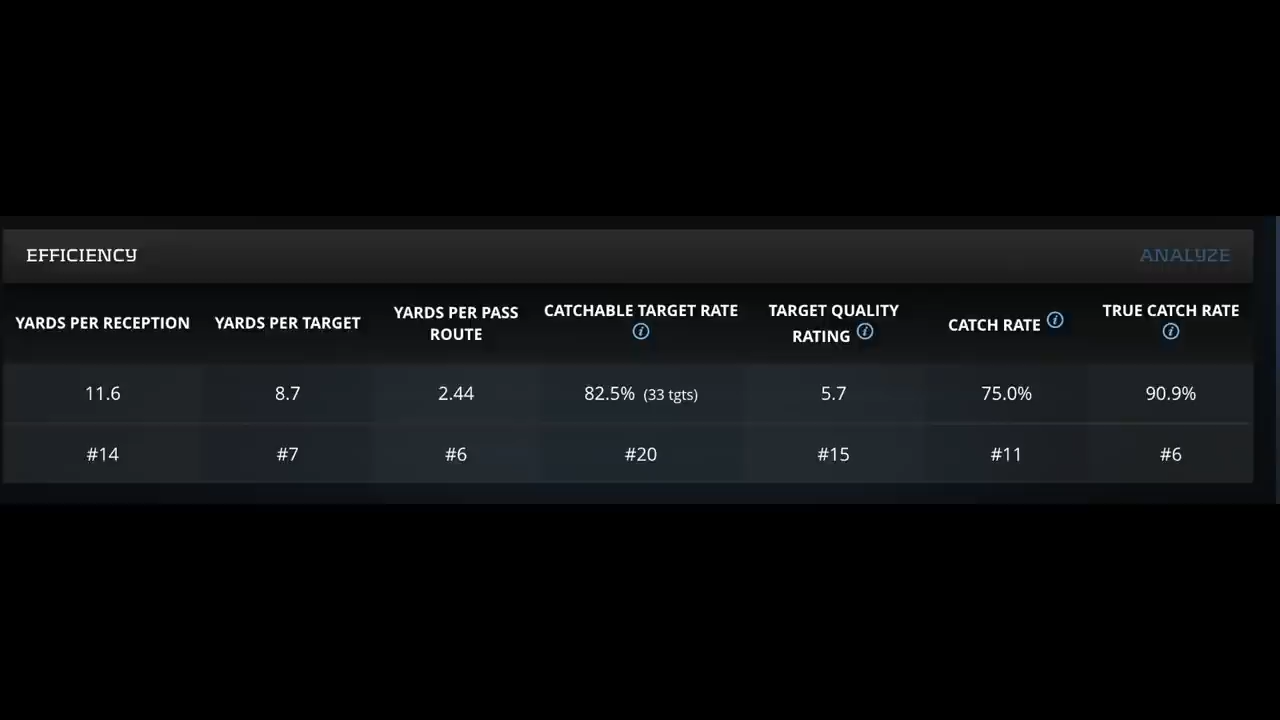 EFFICIENCY ANALYZE
YARDS PER RECEPTION YARDS PER TARGET YARDS PER PASS ROUTE CATCHABLE TARGET RATE TARGET QUALITY RATING CATCH RATE TRUE CATCH RATE
11.6 8.7 2.44 82.5% (33 tgts) 5.7 75.0% 90.9%
#14 #7 #6 #20 #15 #11 #6